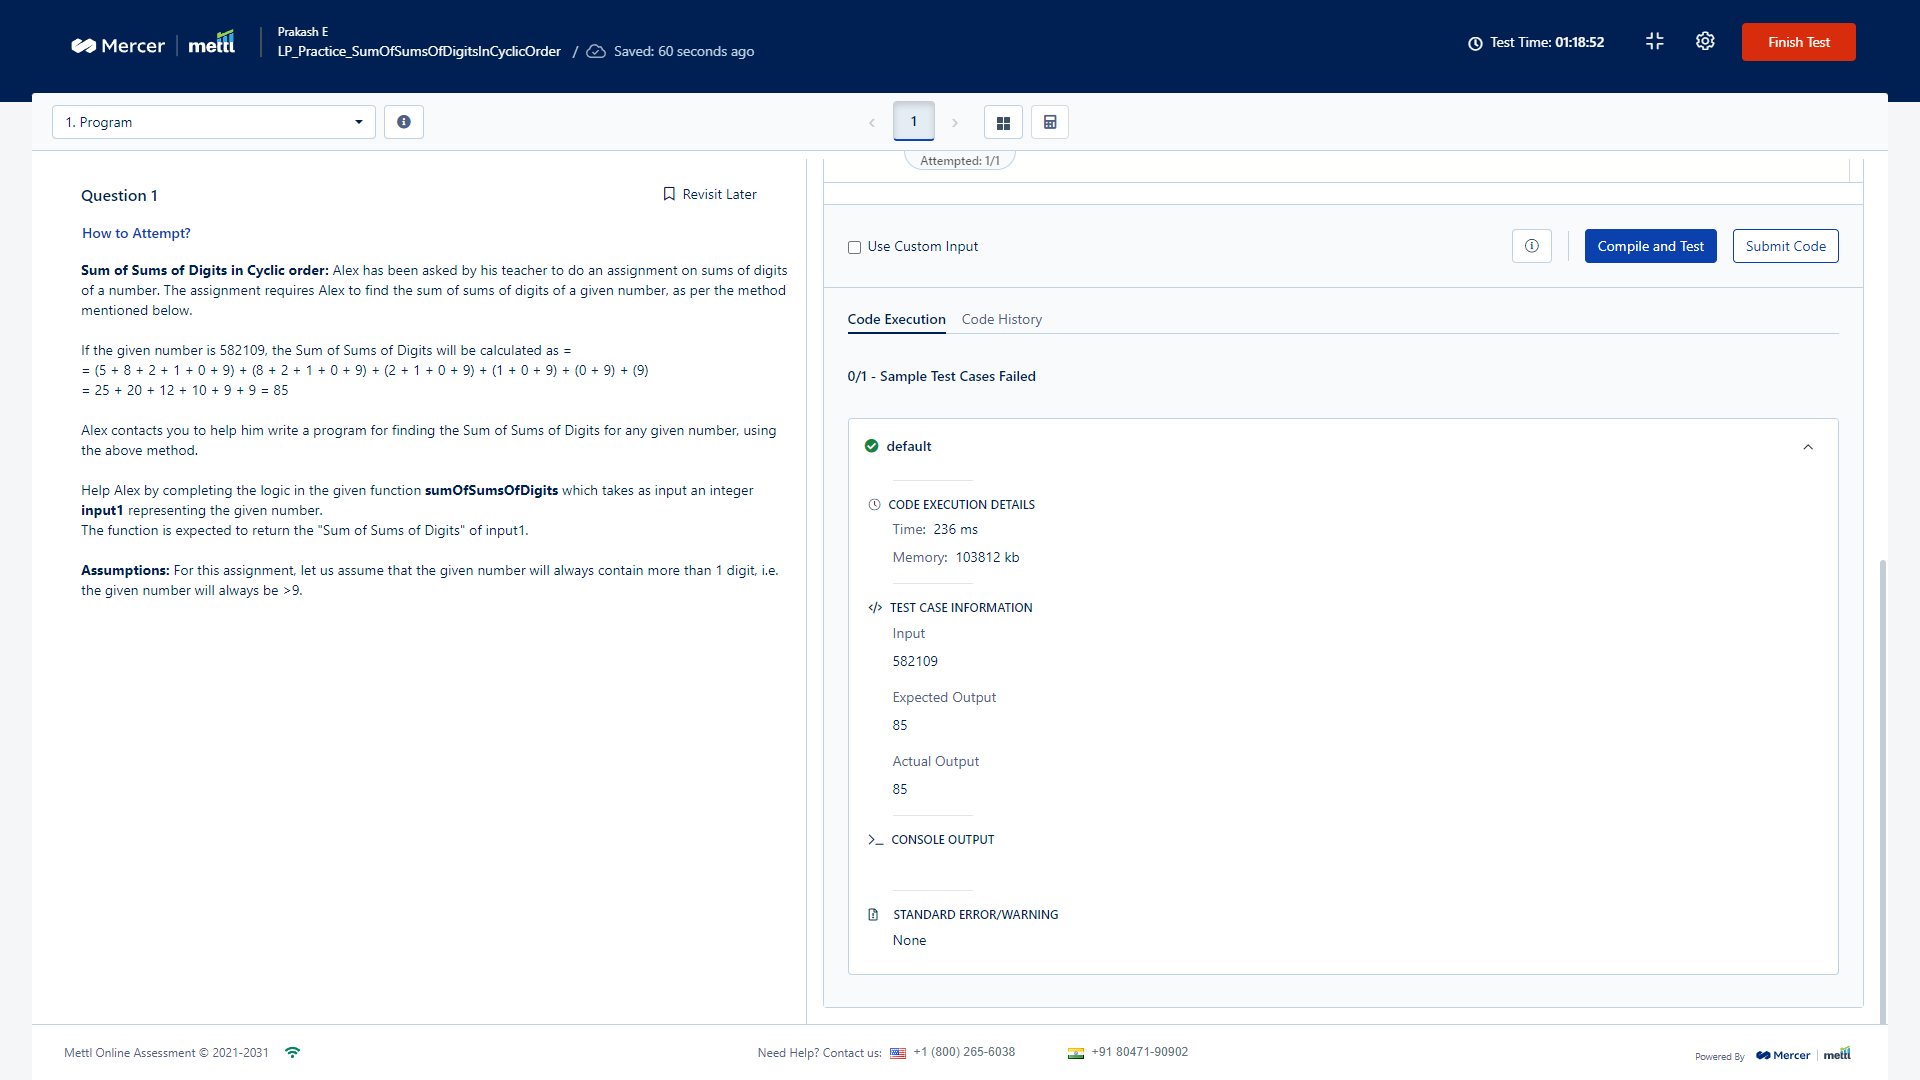 Mercer
mettl
Prakash E
LP_Practice_SumOfSumsOfDigitsInCyclicOrder / Saved: 60 seconds ago
Test Time: 01:18:52
Finish Test
1. Program
1
Attempted: 1/1
Question 1
Revisit Later
How to Attempt?
Sum of Sums of Digits in Cyclic order: Alex has been asked by his teacher to do an assignment on sums of digits
of a number. The assignment requires Alex to find the sum of sums of digits of a given number, as per the method
mentioned below.
If the given number is 582109, the Sum of Sums of Digits will be calculated as =
= (5 + 8 + 2 + 1 + 0 + 9) + (8 + 2 + 1 + 0 + 9) + (2 + 1 + 0 + 9) + (1 + 0 + 9) + (0 + 9) + (9)
= 25 + 20 + 12 + 10 + 9 + 9 = 85
Alex contacts you to help him write a program for finding the Sum of Sums of Digits for any given number, using
the above method.
Help Alex by completing the logic in the given function sumOfSumsOfDigits which takes as input an integer
input1 representing the given number.
The function is expected to return the "Sum of Sums of Digits" of input1.
Assumptions: For this assignment, let us assume that the given number will always contain more than 1 digit, i.e.
the given number will always be >9.
Use Custom Input
Compile and Test
Submit Code
Code Execution
Code History
0/1 - Sample Test Cases Failed
default
CODE EXECUTION DETAILS
Time: 236 ms
Memory: 103812 kb
</> TEST CASE INFORMATION
Input
582109
Expected Output
85
Actual Output
85
>_ CONSOLE OUTPUT
STANDARD ERROR/WARNING
None
Mettl Online Assessment © 2021-2031
Need Help? Contact us: +1 (800) 265-6038
+91 80471-90902
Powered By Mercer mettl